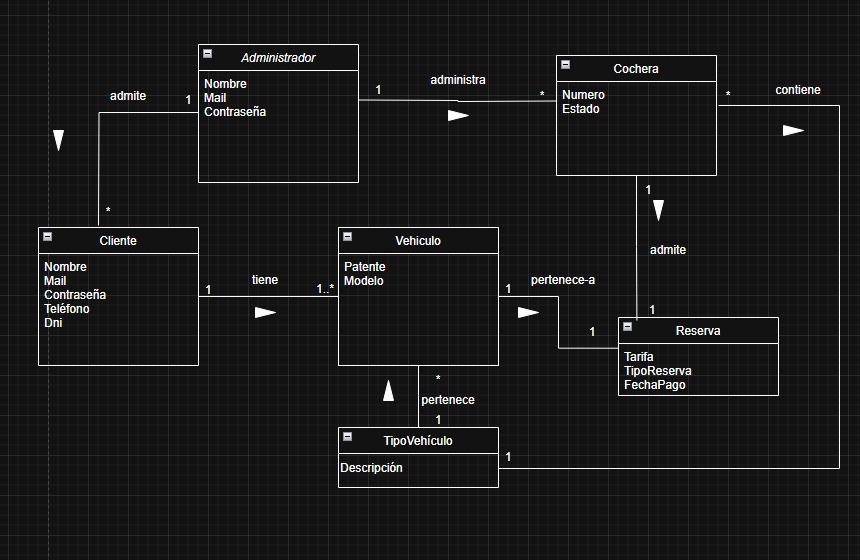 Administrador
Nombre
Mail
Contraseña
admite
1
*
1
administra
*
Cochera
Numero
Estado
*
contiene
1
admite
1
Cliente
Nombre
Mail
Contraseña
Teléfono
Dni
1
tiene
1..*
Vehiculo
Patente
Modelo
1
pertenece-a
1
Reserva
Tarifa
TipoReserva
FechaPago
*
pertenece
1
TipoVehículo
Descripción
1